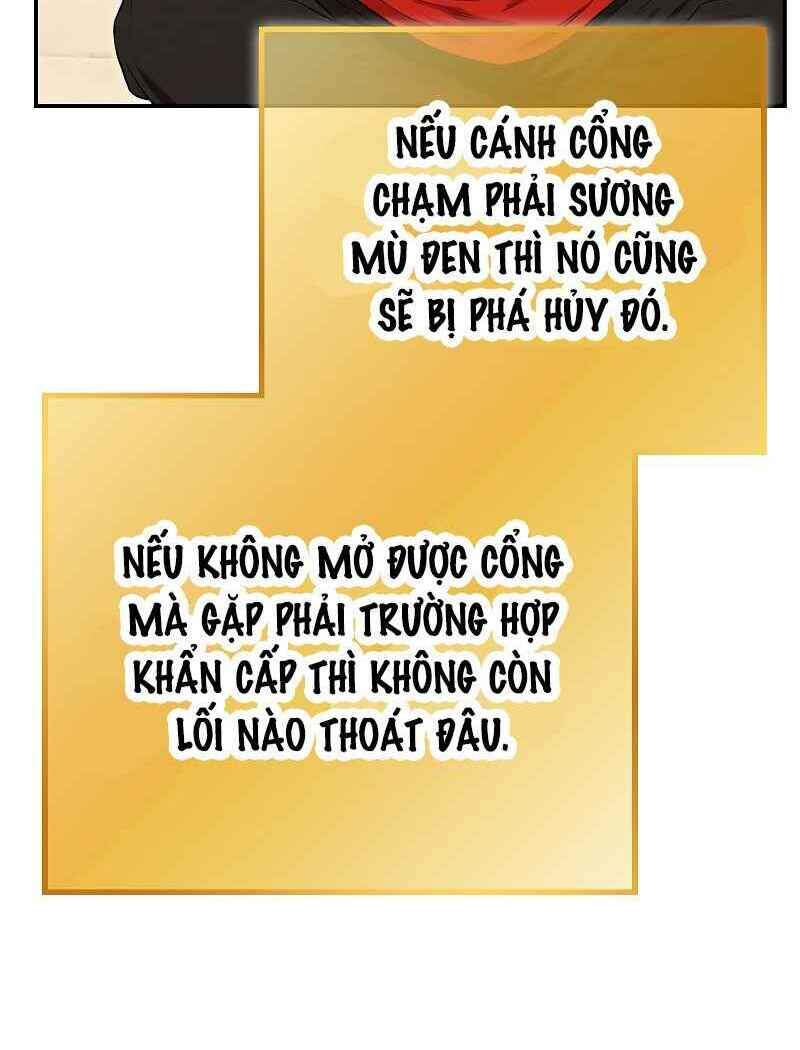 NẾU CÁNH CỔNG
CHẠM PHẢI SƯƠNG
MÙ ĐEN THÌ NÓ CŨNG
SẼ BỊ PHÁ HỦY ĐÓ.
NẾU KHÔNG MỞ ĐƯỢC CỔNG
MÀ GẶP PHẢI TRƯỜNG HỢP
KHẨN CẤP THÌ KHÔNG CÒN
LỐI NÀO THOÁT ĐÂU.